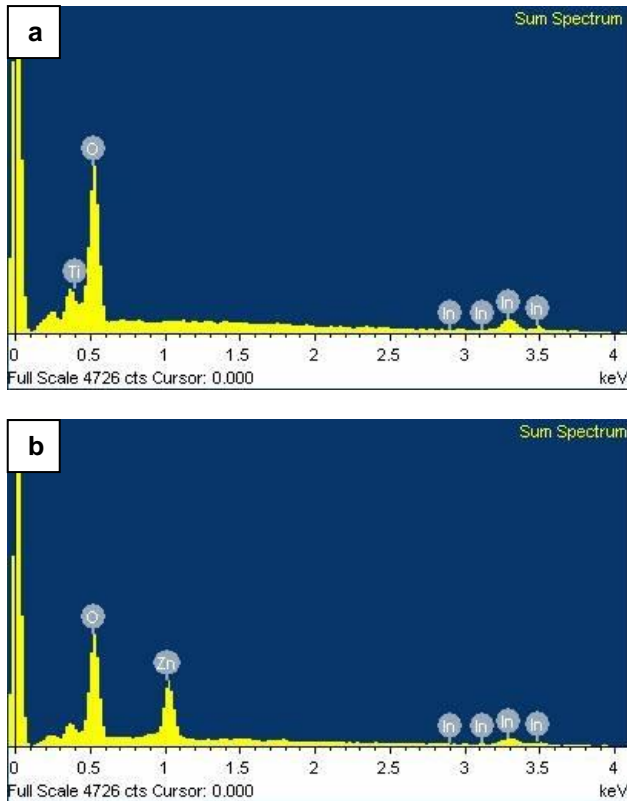 a
Sum Spectrum
O
Ti
In In In In
0 0.5 1 1.5 2 2.5 3 3.5 4
Full Scale 4726 cts Cursor: 0.000 keV
b
Sum Spectrum
O
Zn
In In In In
0 0.5 1 1.5 2 2.5 3 3.5 4
Full Scale 4726 cts Cursor: 0.000 keV